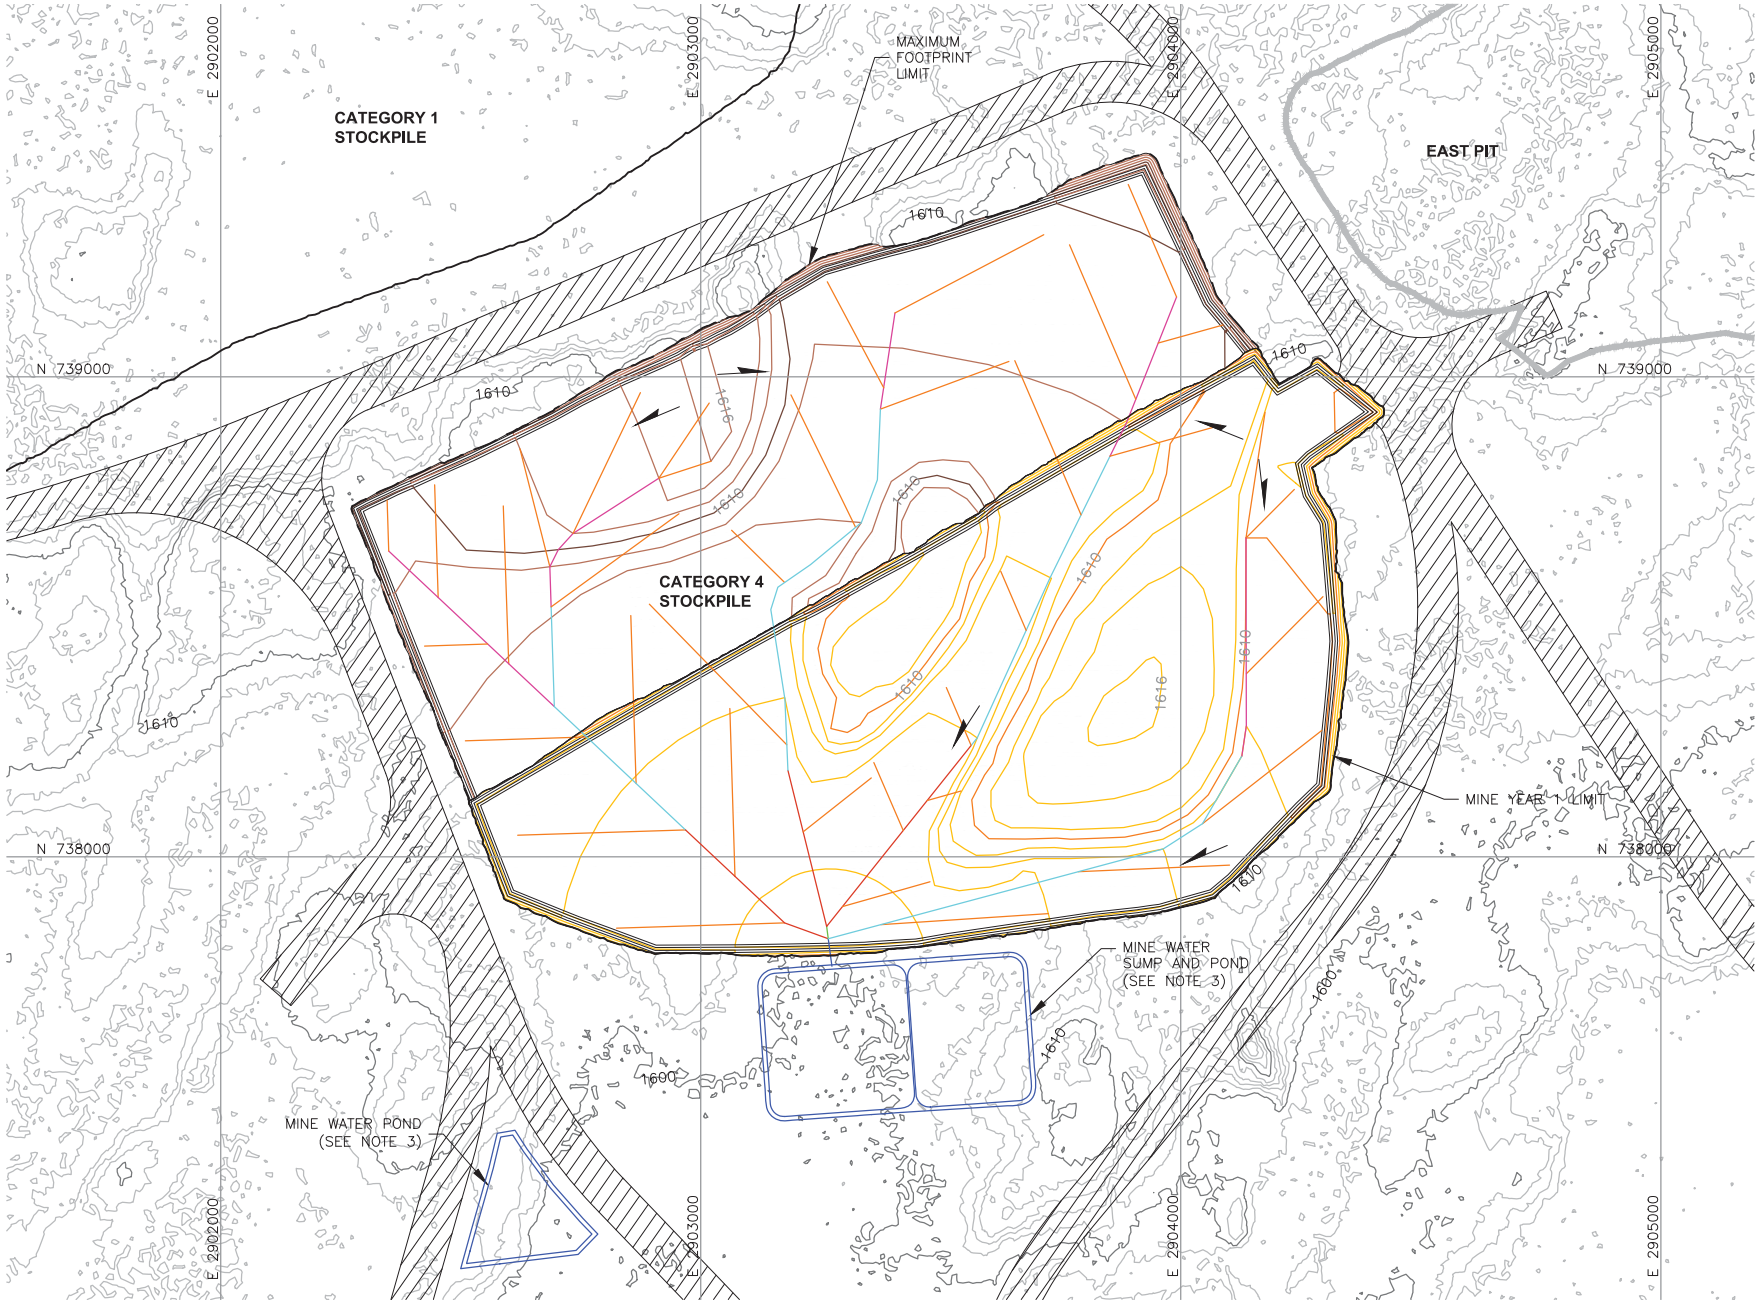 E 2902000
E 2903000
E 2904000
E 2905000
MAXIMUM
FOOTPRINT
LIMIT
CATEGORY 1
STOCKPILE
EAST PIT
1610
1610
N 739000
N 739000
1610
1616
1610
1610
CATEGORY 4
STOCKPILE
1610
1610
1610
1616
1610
MINE YEAR 1 LIMIT
N 738000
N 738000
1610
MINE WATER
SUMP AND POND
(SEE NOTE 3)
1600
1610
1600
MINE WATER POND
(SEE NOTE 3)
E 2902000
E 2903000
E 2904000
E 2905000